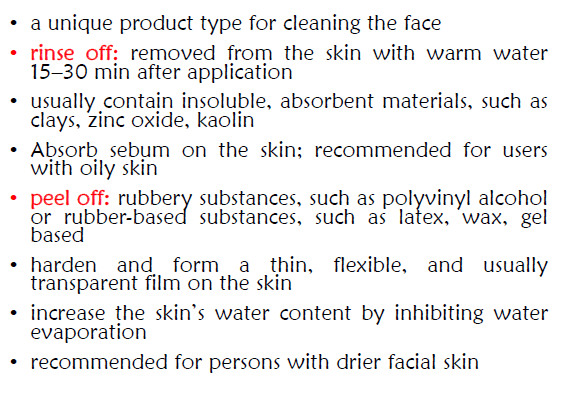 • a unique product type for cleaning the face
• rinse off: removed from the skin with warm water
15–30 min after application
• usually contain insoluble, absorbent materials, such as
clays, zinc oxide, kaolin
• Absorb sebum on the skin; recommended for users
with oily skin
• peel off: rubbery substances, such as polyvinyl alcohol
or rubber-based substances, such as latex, wax, gel
based
• harden and form a thin, flexible, and usually
transparent film on the skin
• increase the skin's water content by inhibiting water
evaporation
• recommended for persons with drier facial skin